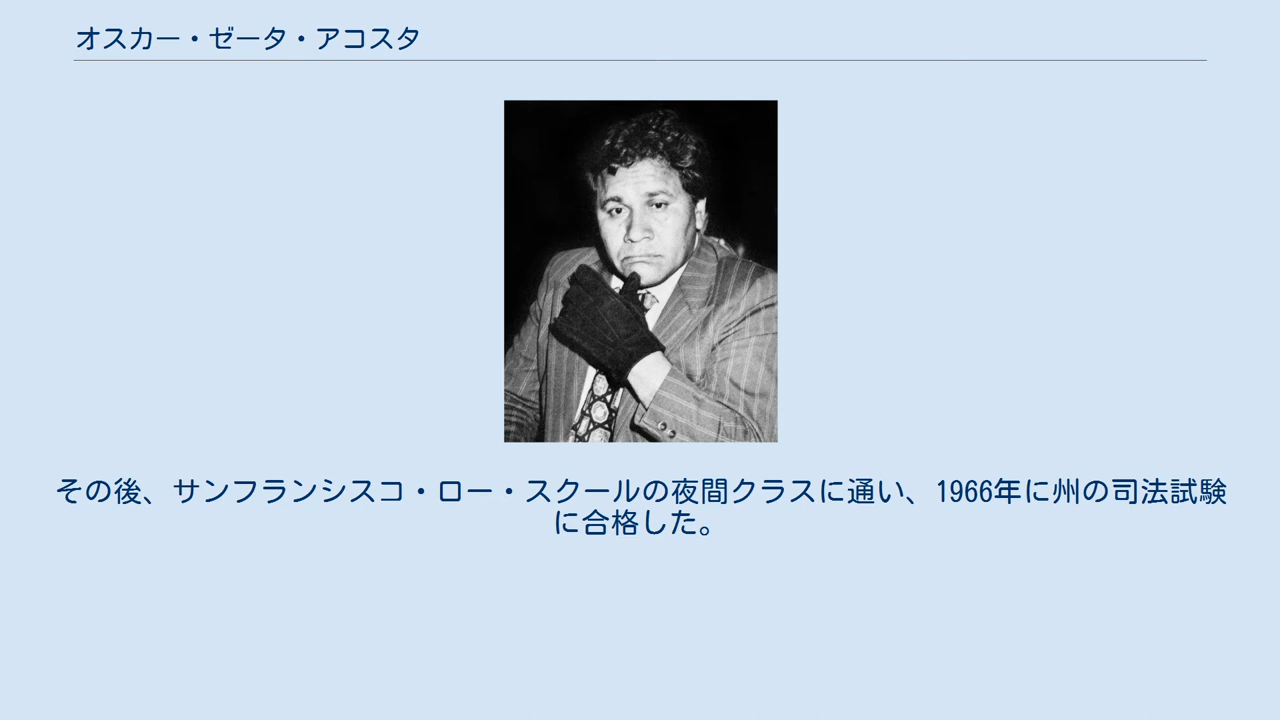 オスカー・ゼータ・アコスタ
その後、サンフランシスコ・ロー・スクールの夜間クラスに通い、1966年に州の司法試験
に合格した。